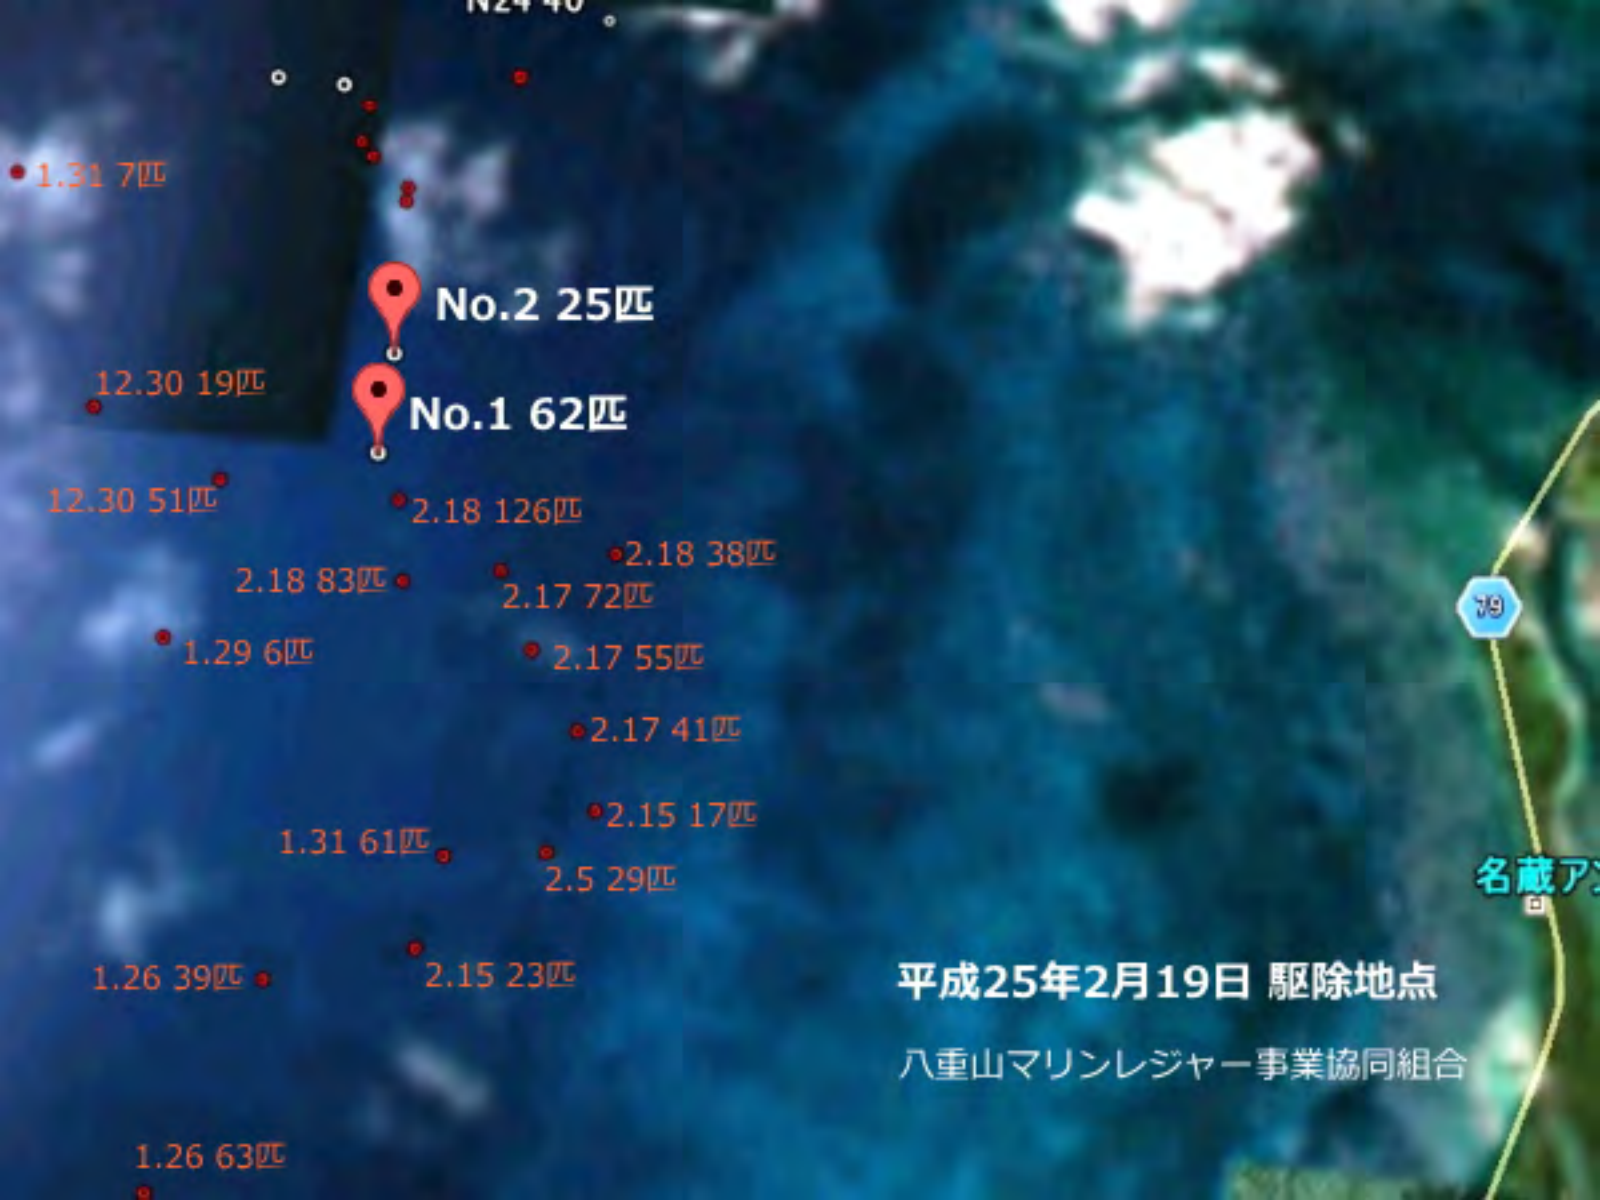 N24 40
1.31 7匹
No.2 25匹
12.30 19匹
No.1 62匹
12.30 51匹
2.18 126匹
2.18 38匹
2.18 83匹
2.17 72匹
1.29 6匹
2.17 55匹
2.17 41匹
2.15 17匹
1.31 61匹
2.5 29匹
1.26 39匹
2.15 23匹
79
名蔵アン
平成25年2月19日 駆除地点
八重山マリンレジャー事業協同組合
1.26 63匹